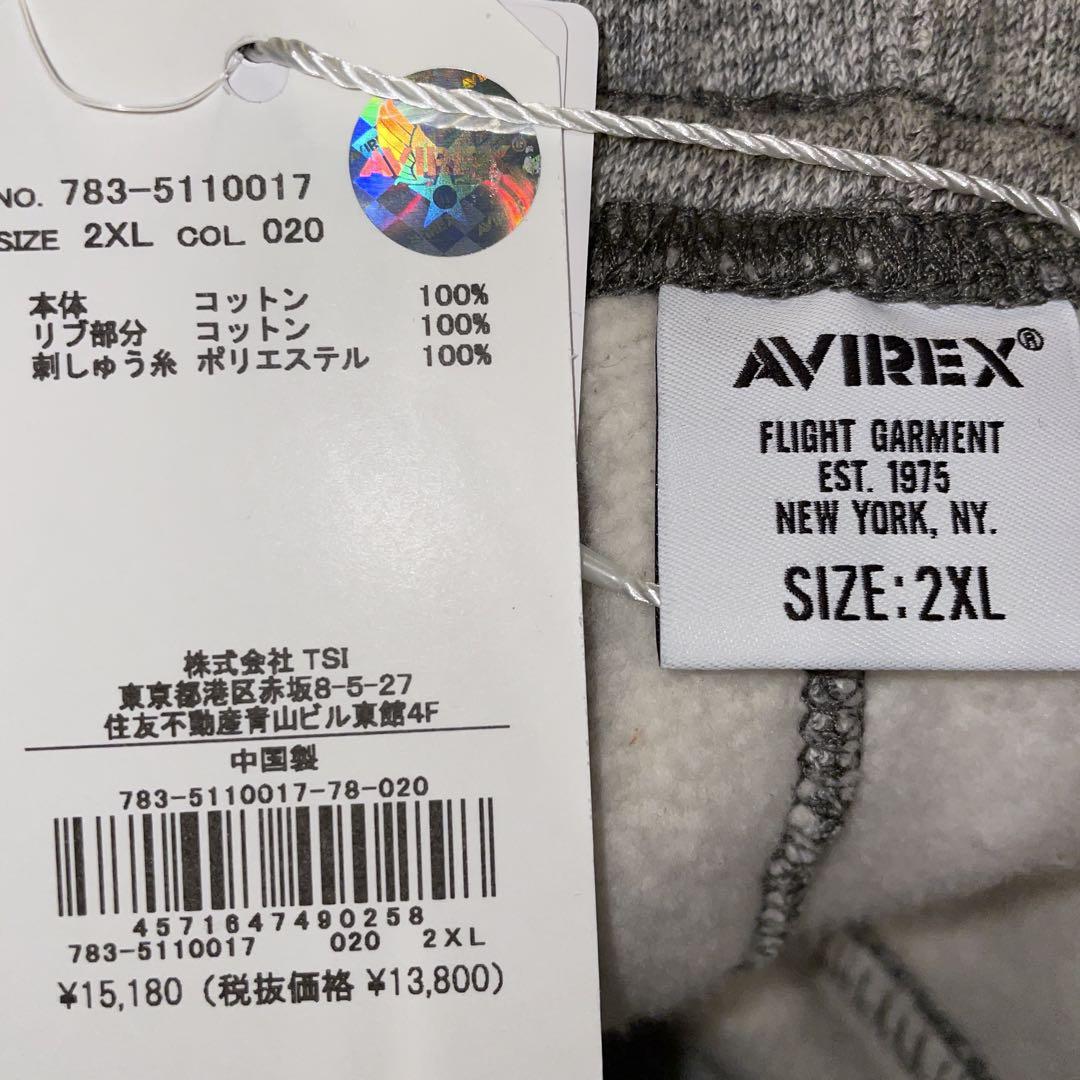 AVIREX®
NO. 783-5110017
SIZE 2XL COL 020
本体 コットン 100%
リブ部分 コットン 100%
刺しゅう糸 ポリエステル 100%
株式会社 TSI
東京都港区赤坂8-5-27
住友不動産青山ビル東館4F
中国製
783-5110017-78-020
4571647490258
783-5110017 020 2XL
¥15,180 (税抜価格 ¥13,800)
AVIREX®
FLIGHT GARMENT
EST. 1975
NEW YORK, NY.
SIZE:2XL